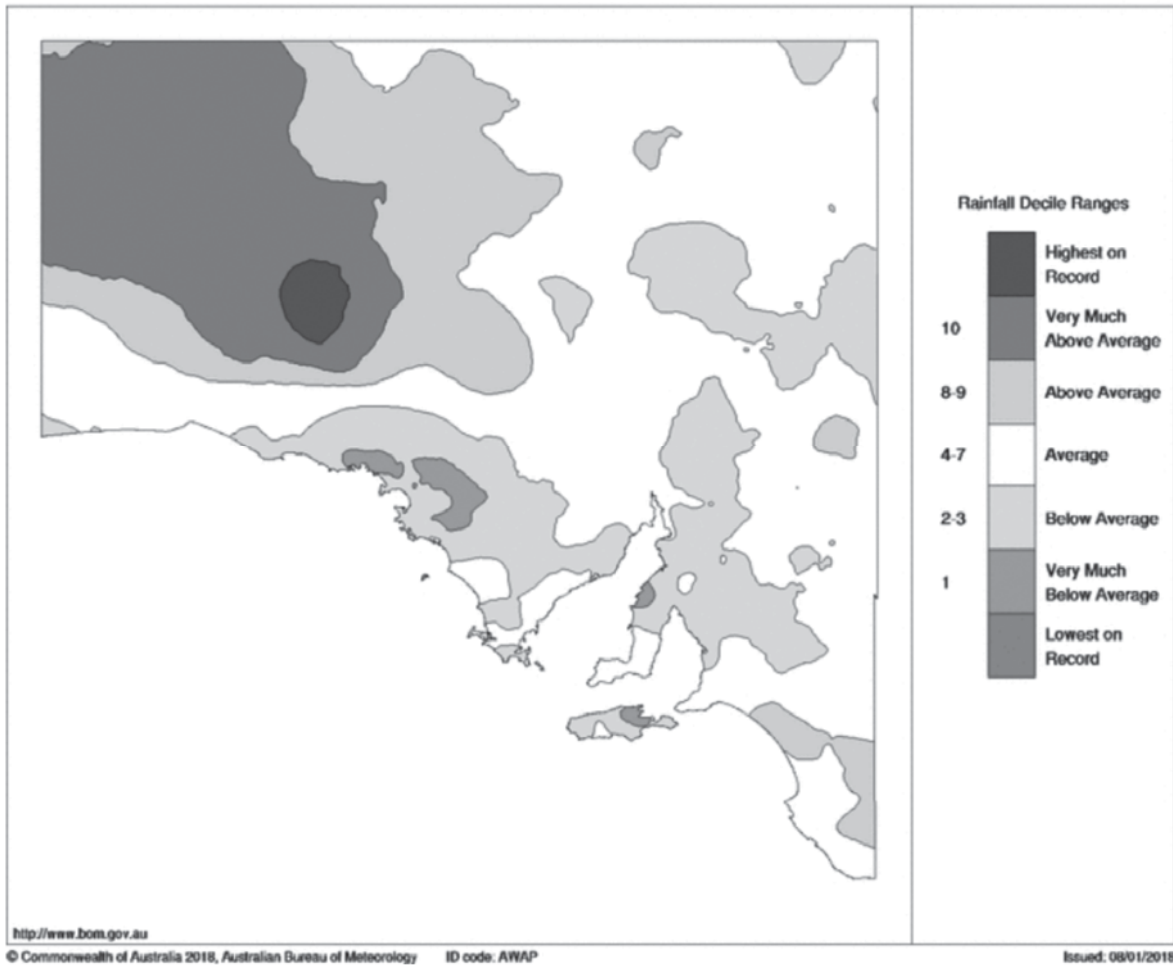 Rainfall Decile Ranges
Highest on
Record
10
Very Much
Above Average
8-9
Above Average
4-7
Average
2-3
Below Average
1
Very Much
Below Average
Lowest on
Record
http://www.bom.gov.au
© Commonwealth of Australia 2018, Australian Bureau of Meteorology ID code: AWAP Issued: 08/01/2018